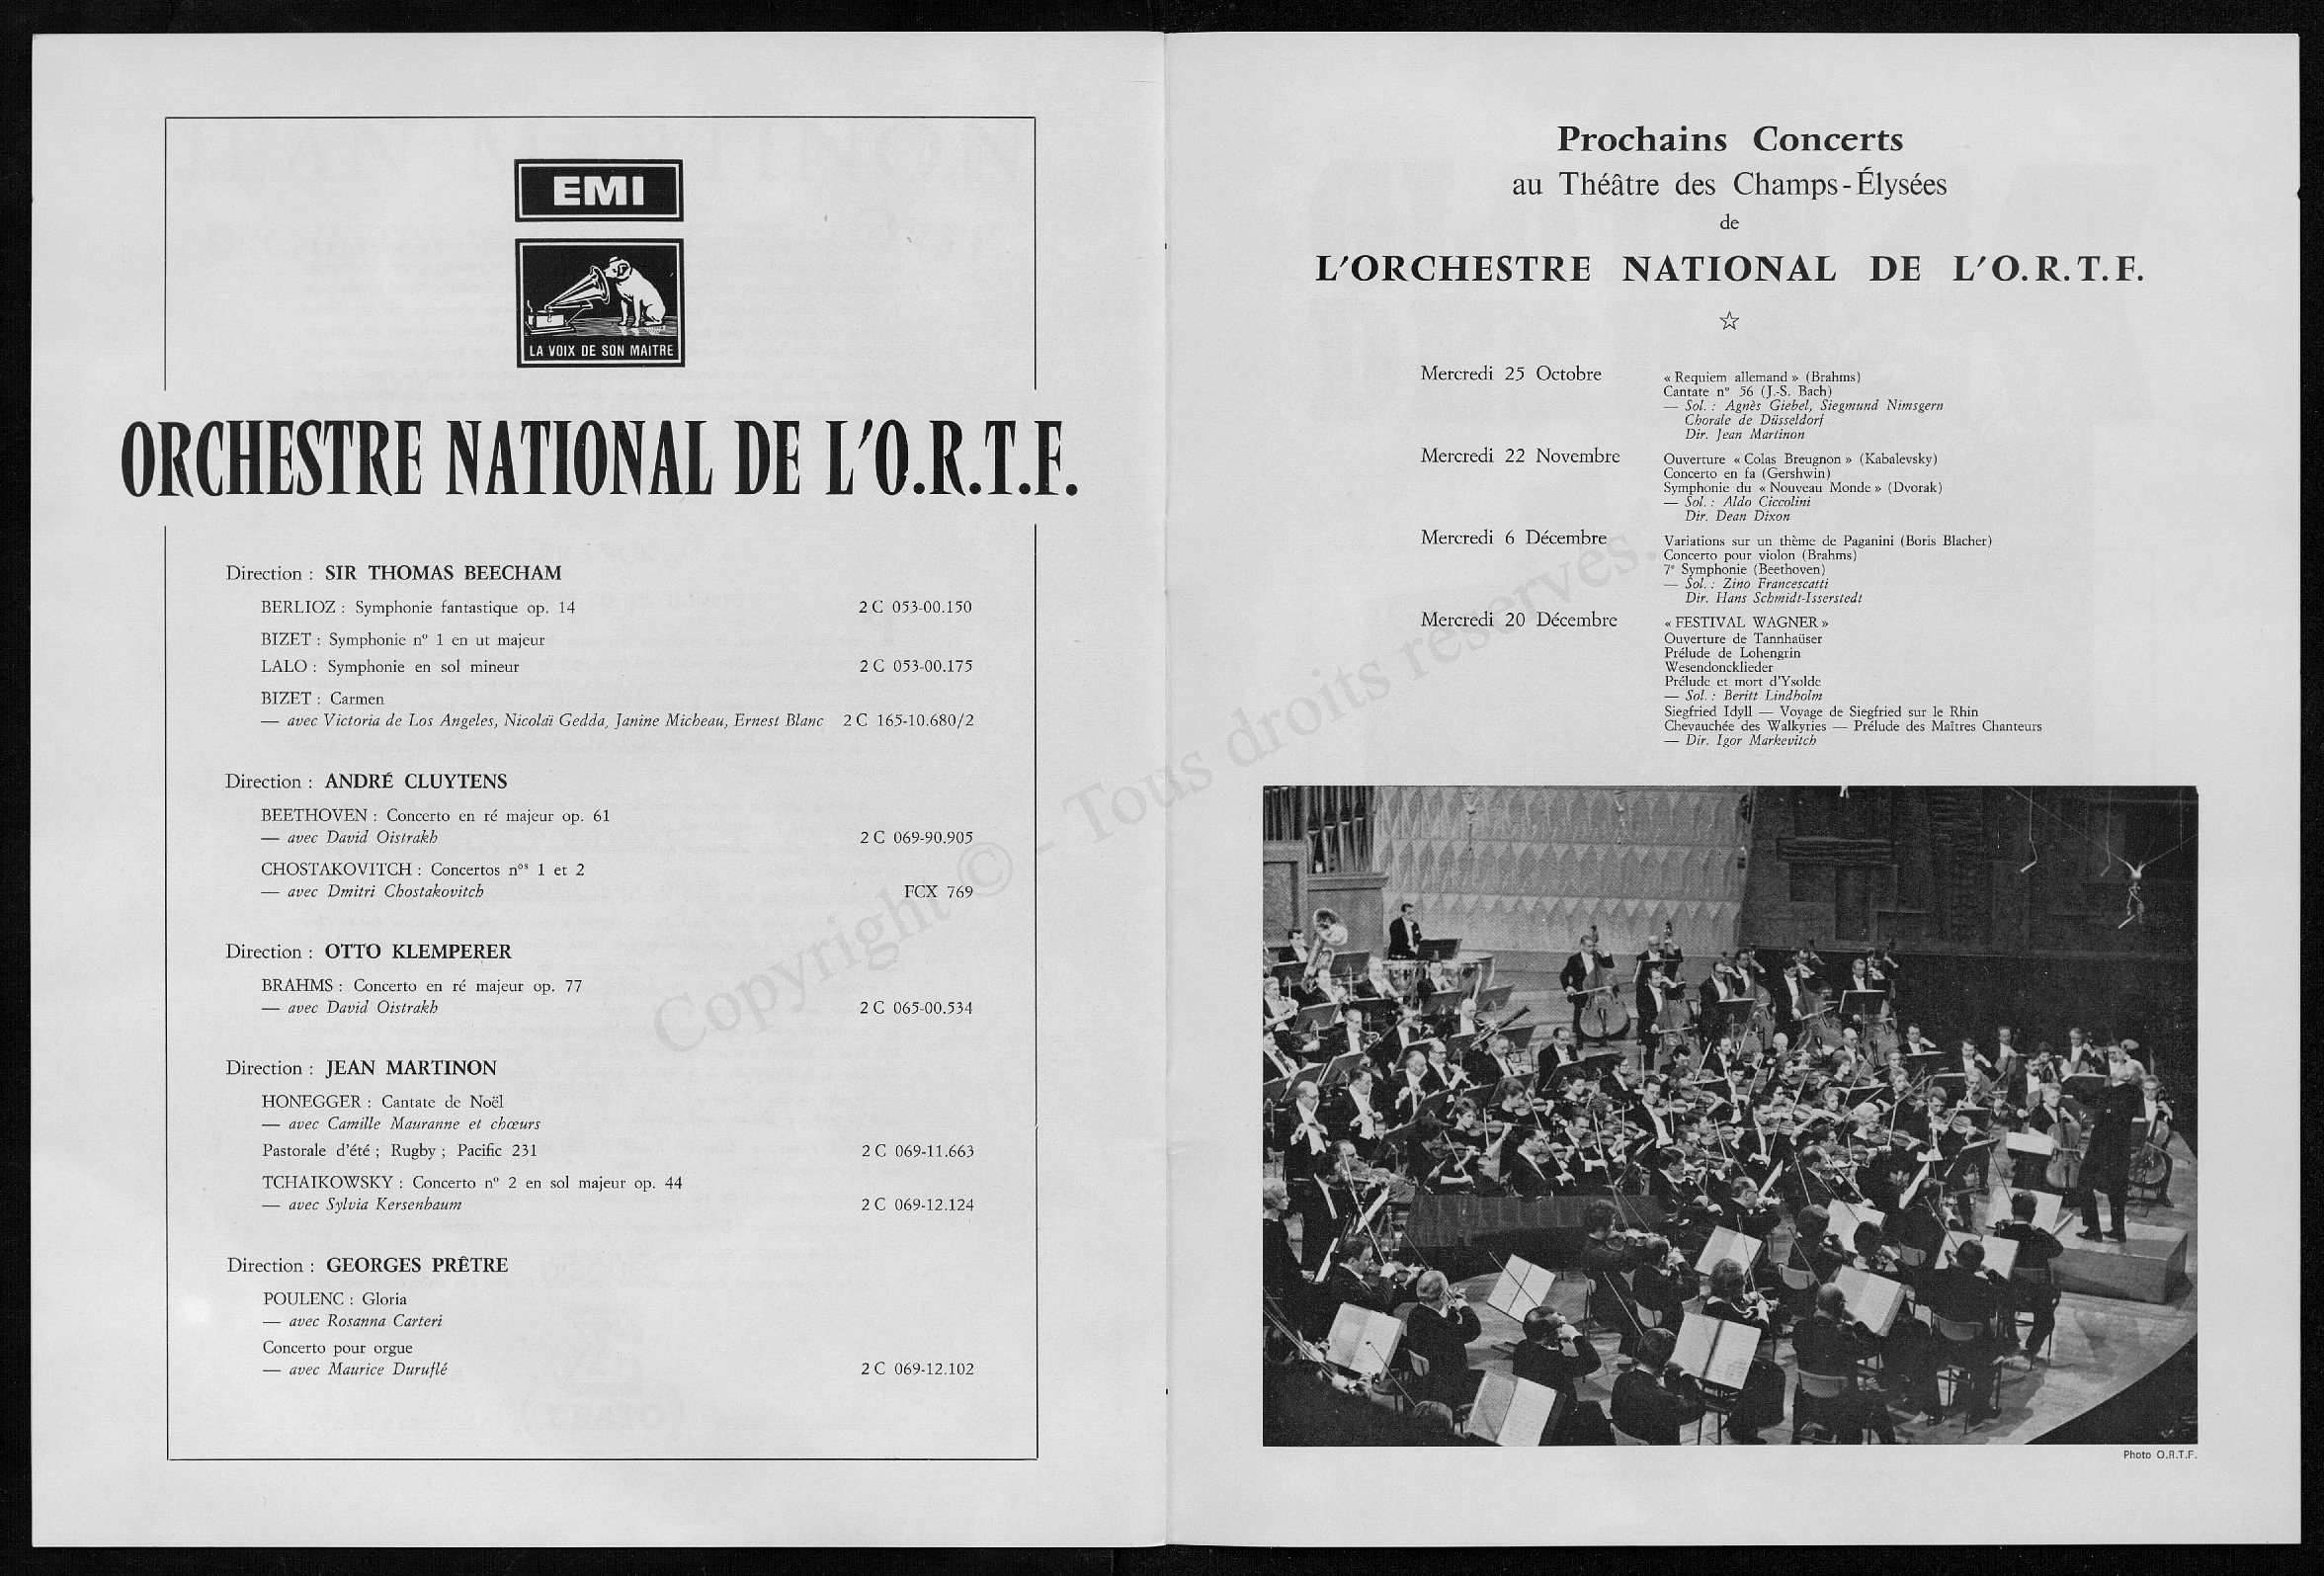 EMI
LA VOIX DE SON MAITRE
ORCHESTRE NATIONAL DE L'O.R.T.F.
Direction : SIR THOMAS BEECHAM
BERLIOZ : Symphonie fantastique op. 14 2 C 053-00.150
BIZET : Symphonie nº 1 en ut majeur
LALO : Symphonie en sol mineur 2 C 053-00.175
BIZET : Carmen
— avec Victoria de Los Angeles, Nicolaï Gedda, Janine Micheau, Ernest Blanc 2 C 165-10.680/2
Direction : ANDRÉ CLUYTENS
BEETHOVEN : Concerto en ré majeur op. 61
— avec David Oistrakh 2 C 069-90.905
CHOSTAKOVITCH : Concertos nos 1 et 2
— avec Dmitri Chostakovitch FCX 769
Direction : OTTO KLEMPERER
BRAHMS : Concerto en ré majeur op. 77
— avec David Oistrakh 2 C 065-00.534
Direction : JEAN MARTINON
HONEGGER : Cantate de Noël
— avec Camille Mauranne et chœurs
Pastorale d'été ; Rugby ; Pacific 231 2 C 069-11.663
TCHAIKOWSKY : Concerto nº 2 en sol majeur op. 44
— avec Sylvia Kersenbaum 2 C 069-12.124
Direction : GEORGES PRÊTRE
POULENC : Gloria
— avec Rosanna Carteri
Concerto pour orgue
— avec Maurice Duruflé 2 C 069-12.102
Prochains Concerts
au Théâtre des Champs-Élysées
de
L'ORCHESTRE NATIONAL DE L'O.R.T.F.
☆
Mercredi 25 Octobre « Requiem allemand » (Brahms)
Cantate nº 56 (J.-S. Bach)
— Sol. : Agnès Giebel, Siegmund Nimsgern
Chorale de Düsseldorf
Dir. Jean Martinon
Mercredi 22 Novembre Ouverture « Colas Breugnon » (Kabalevsky)
Concerto en fa (Gershwin)
Symphonie du « Nouveau Monde » (Dvorak)
— Sol. : Aldo Ciccolini
Dir. Dean Dixon
Mercredi 6 Décembre Variations sur un thème de Paganini (Boris Blacher)
Concerto pour violon (Brahms)
7e Symphonie (Beethoven)
— Sol. : Zino Francescatti
Dir. Hans Schmidt-Isserstedt
Mercredi 20 Décembre « FESTIVAL WAGNER »
Ouverture de Tannhaüser
Prélude de Lohengrin
Wesendoncklieder
Prélude et mort d'Ysolde
— Sol. : Beritt Lindholm
Siegfried Idyll — Voyage de Siegfried sur le Rhin
Chevauchée des Walkyries — Prélude des Maîtres Chanteurs
— Dir. Igor Markevitch
Photo O.R.T.F.
Copyright © - Tous droits réservés.